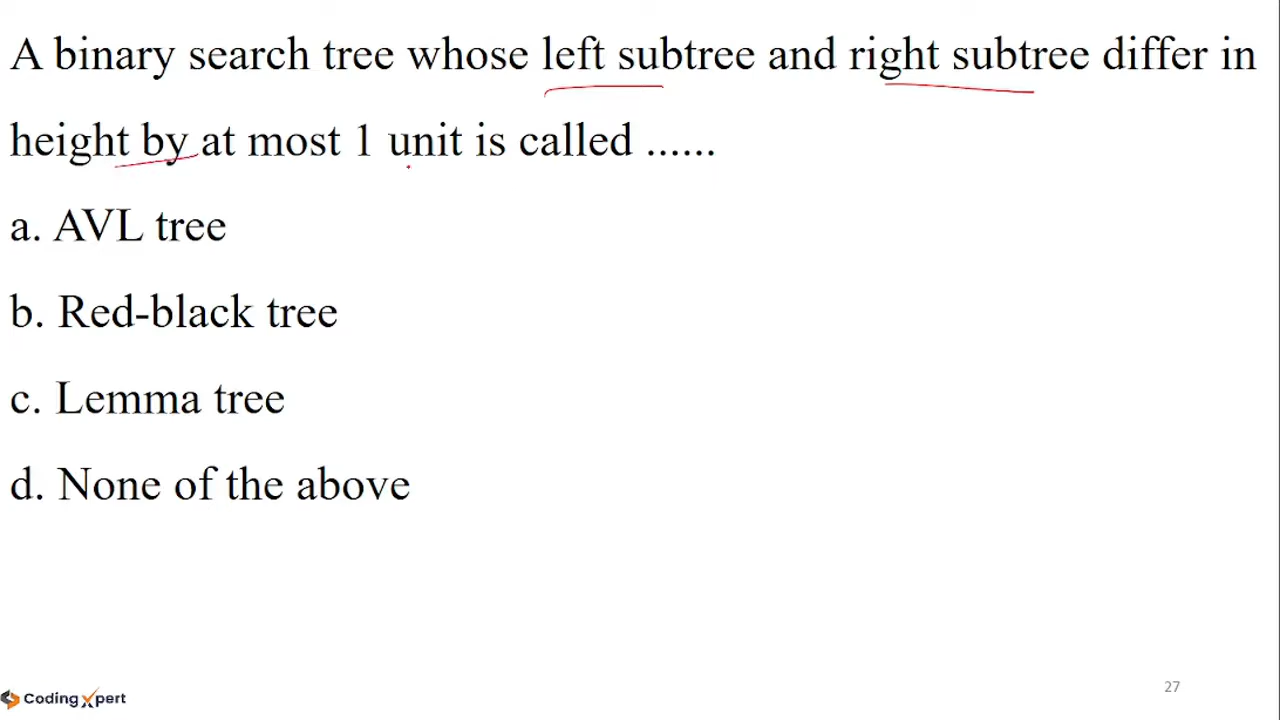 A binary search tree whose left subtree and right subtree differ in
height by at most 1 unit is called ......
a. AVL tree
b. Red-black tree
c. Lemma tree
d. None of the above
Coding Xpert
27